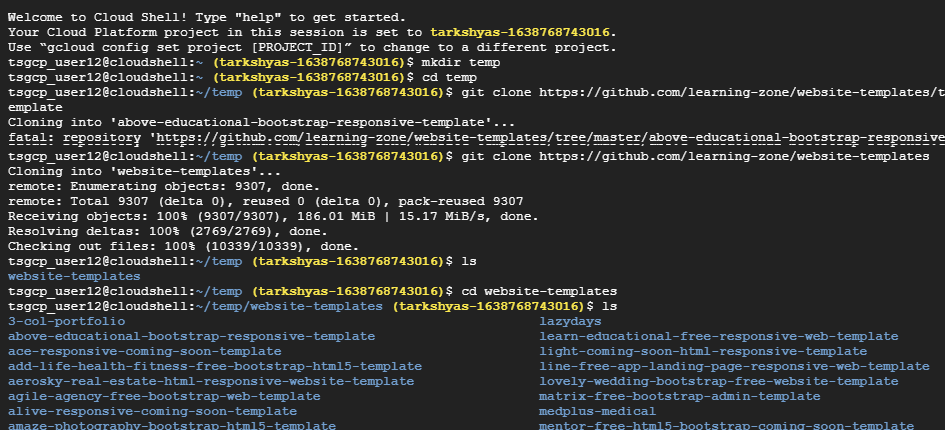 Welcome to Cloud Shell! Type "help" to get started.
Your Cloud Platform project in this session is set to tarkshyas-1638768743016.
Use “gcloud config set project [PROJECT_ID]” to change to a different project.
tsgcp_user12@cloudshell:~ (tarkshyas-1638768743016)$ mkdir temp
tsgcp_user12@cloudshell:~ (tarkshyas-1638768743016)$ cd temp
tsgcp_user12@cloudshell:~/temp (tarkshyas-1638768743016)$ git clone https://github.com/learning-zone/website-templates/t
emplate
Cloning into 'above-educational-bootstrap-responsive-template'...
fatal: repository 'https://github.com/learning-zone/website-templates/tree/master/above-educational-bootstrap-responsive
tsgcp_user12@cloudshell:~/temp (tarkshyas-1638768743016)$ git clone https://github.com/learning-zone/website-templates
Cloning into 'website-templates'...
remote: Enumerating objects: 9307, done.
remote: Total 9307 (delta 0), reused 0 (delta 0), pack-reused 9307
Receiving objects: 100% (9307/9307), 186.01 MiB | 15.17 MiB/s, done.
Resolving deltas: 100% (2769/2769), done.
Checking out files: 100% (10339/10339), done.
tsgcp_user12@cloudshell:~/temp (tarkshyas-1638768743016)$ ls
website-templates
tsgcp_user12@cloudshell:~/temp (tarkshyas-1638768743016)$ cd website-templates
tsgcp_user12@cloudshell:~/temp/website-templates (tarkshyas-1638768743016)$ ls
3-col-portfolio lazydays
above-educational-bootstrap-responsive-template learn-educational-free-responsive-web-template
ace-responsive-coming-soon-template light-coming-soon-html-responsive-template
add-life-health-fitness-free-bootstrap-html5-template line-free-app-landing-page-responsive-web-template
aerosky-real-estate-html-responsive-website-template lovely-wedding-bootstrap-free-website-template
agile-agency-free-bootstrap-web-template matrix-free-bootstrap-admin-template
alive-responsive-coming-soon-template medplus-medical
amaze-photography-bootstrap-html5-template mentor-free-html5-bootstrap-coming-soon-template